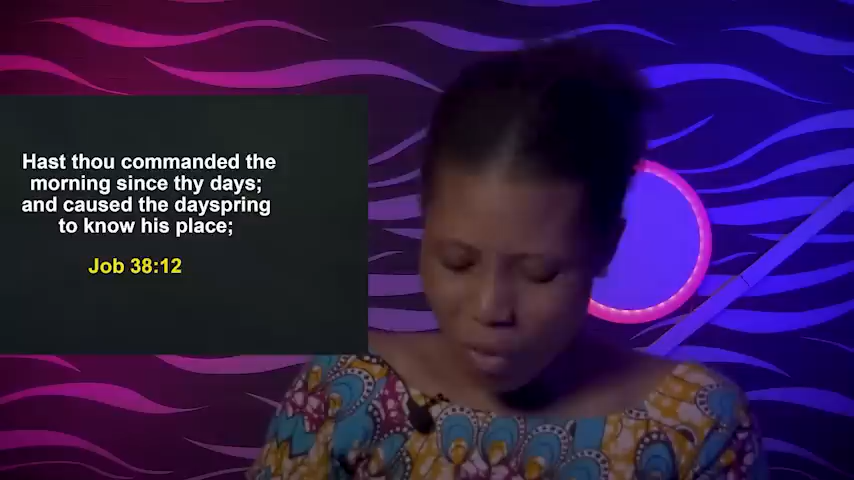 Hast thou commanded the
morning since thy days;
and caused the dayspring
to know his place;
Job 38:12